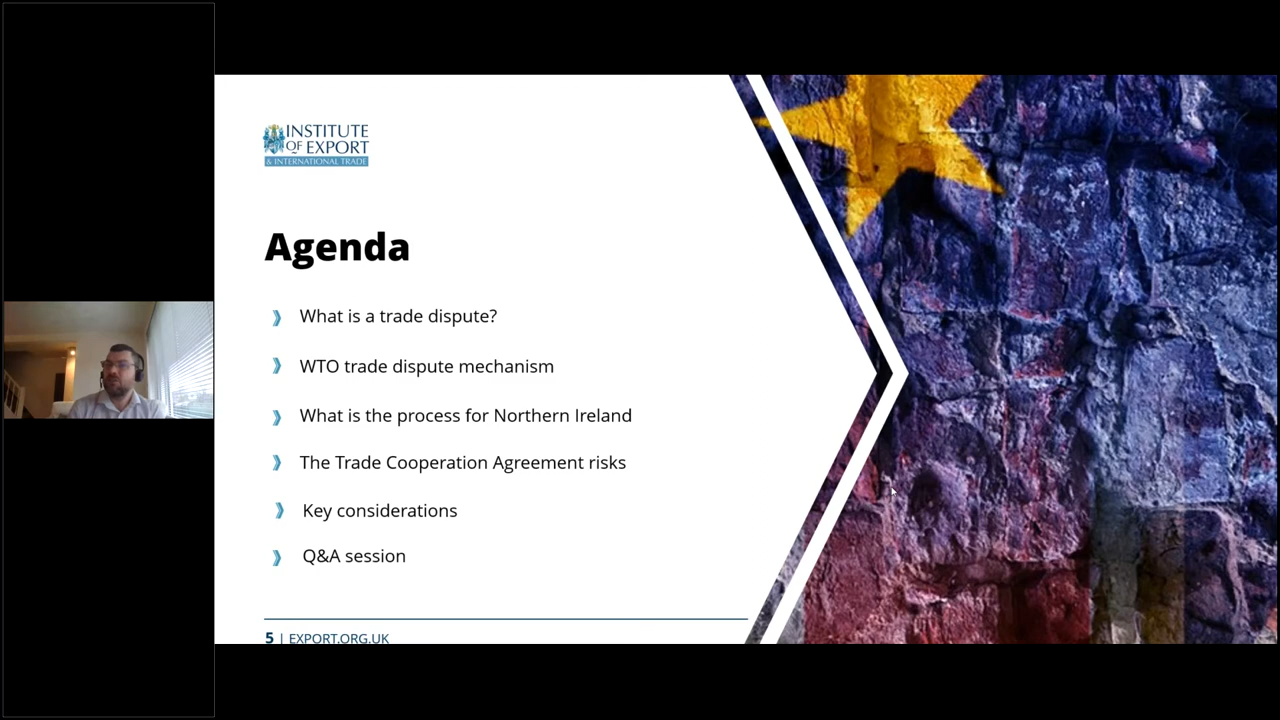 INSTITUTE
OF EXPORT
& INTERNATIONAL TRADE
Agenda
What is a trade dispute?
WTO trade dispute mechanism
What is the process for Northern Ireland
The Trade Cooperation Agreement risks
Key considerations
Q&A session
5 | EXPORT.ORG.UK